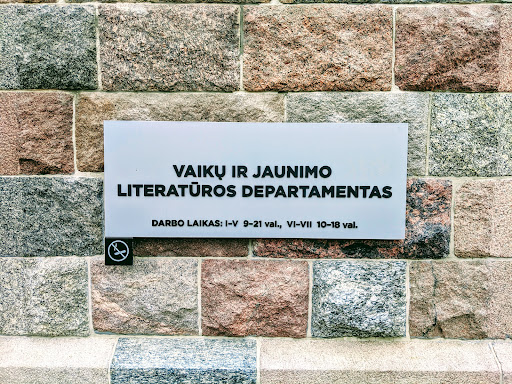 VAIKŲ IR JAUNIMO
LITERATŪROS DEPARTAMENTAS
DARBO LAIKAS: I–V 9–21 val., VI–VII 10–18 val.